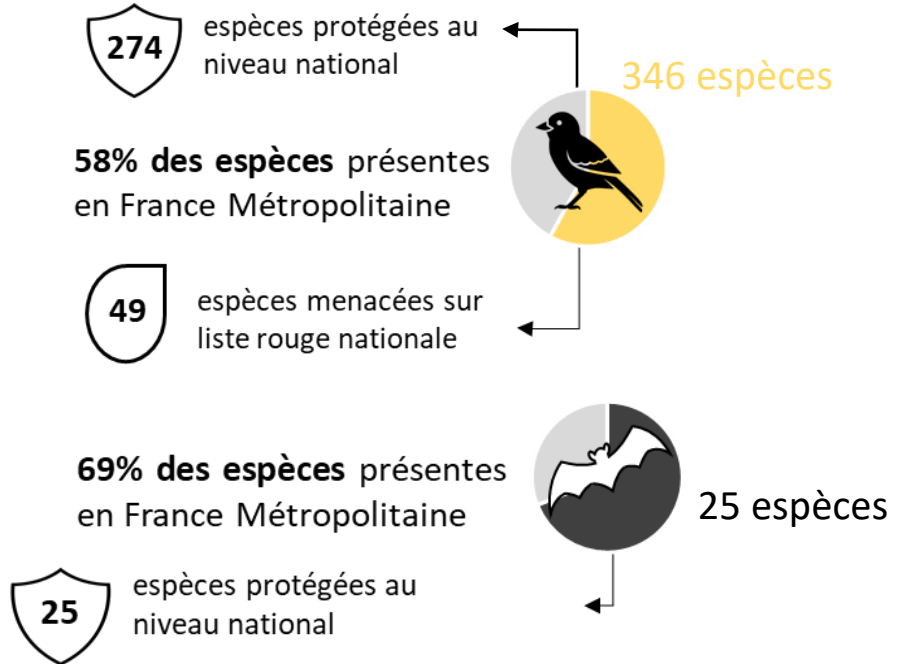 274
espèces protégées au
niveau national
346 espèces
58% des espèces présentes
en France Métropolitaine
49
espèces menacées sur
liste rouge nationale
69% des espèces présentes
en France Métropolitaine
25 espèces
25
espèces protégées au
niveau national